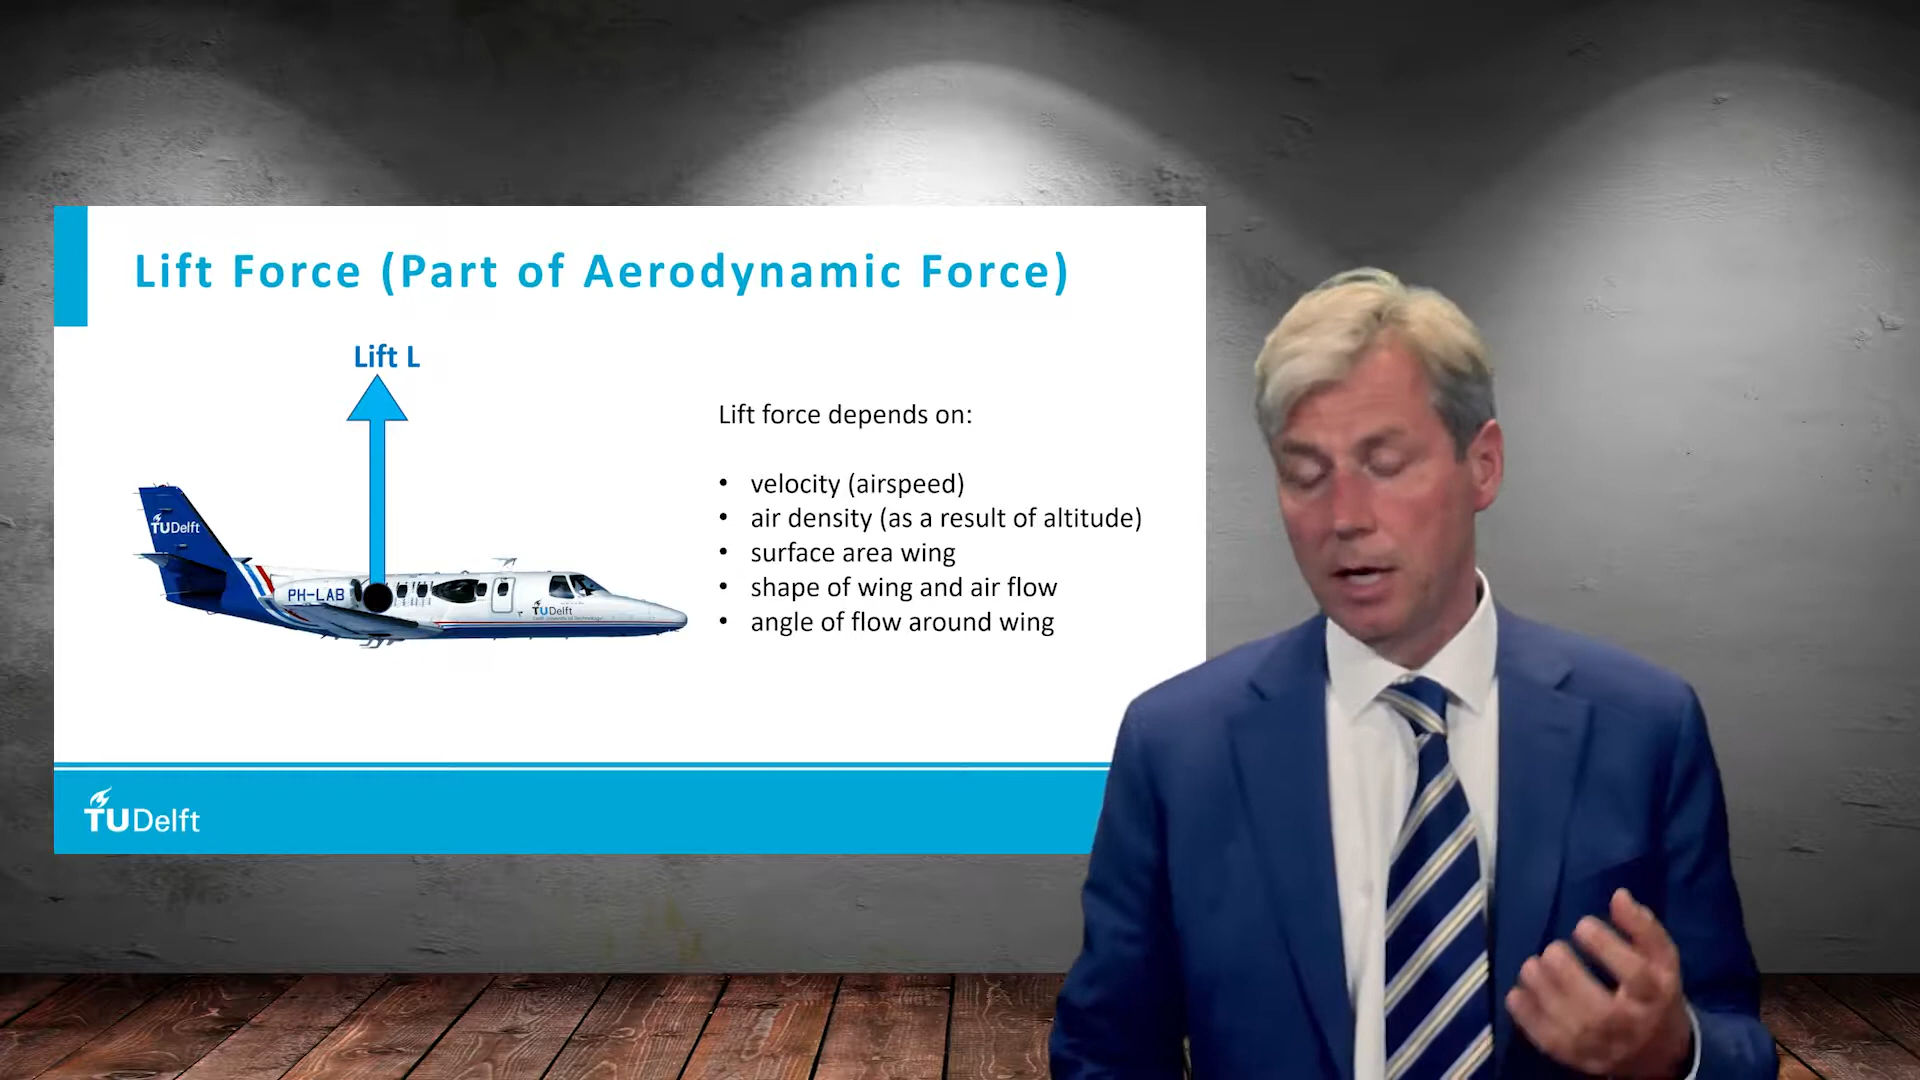 Lift Force (Part of Aerodynamic Force)
Lift L
Lift force depends on:
• velocity (airspeed)
• air density (as a result of altitude)
• surface area wing
• shape of wing and air flow
• angle of flow around wing
TUDelft
PH-LAB
TUDelft
TUDelft